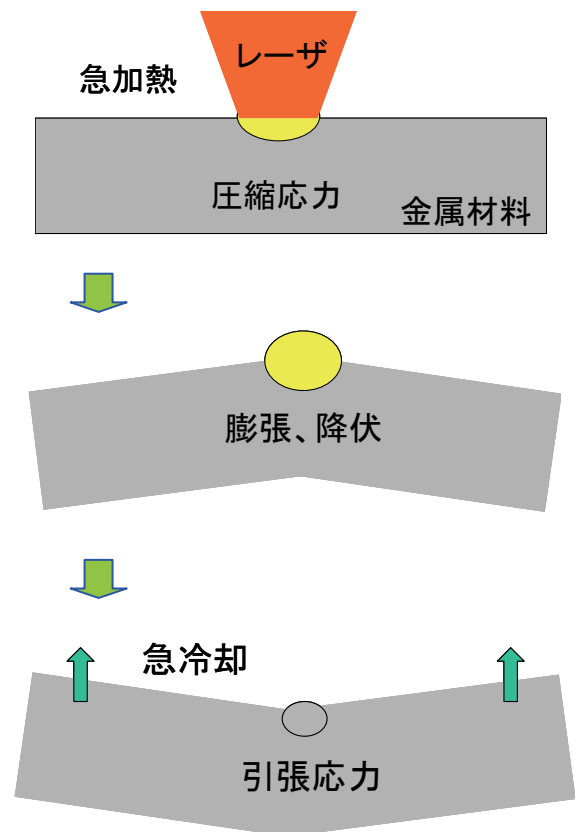 レーザ
急加熱
圧縮応力
金属材料
膨張、降伏
急冷却
引張応力